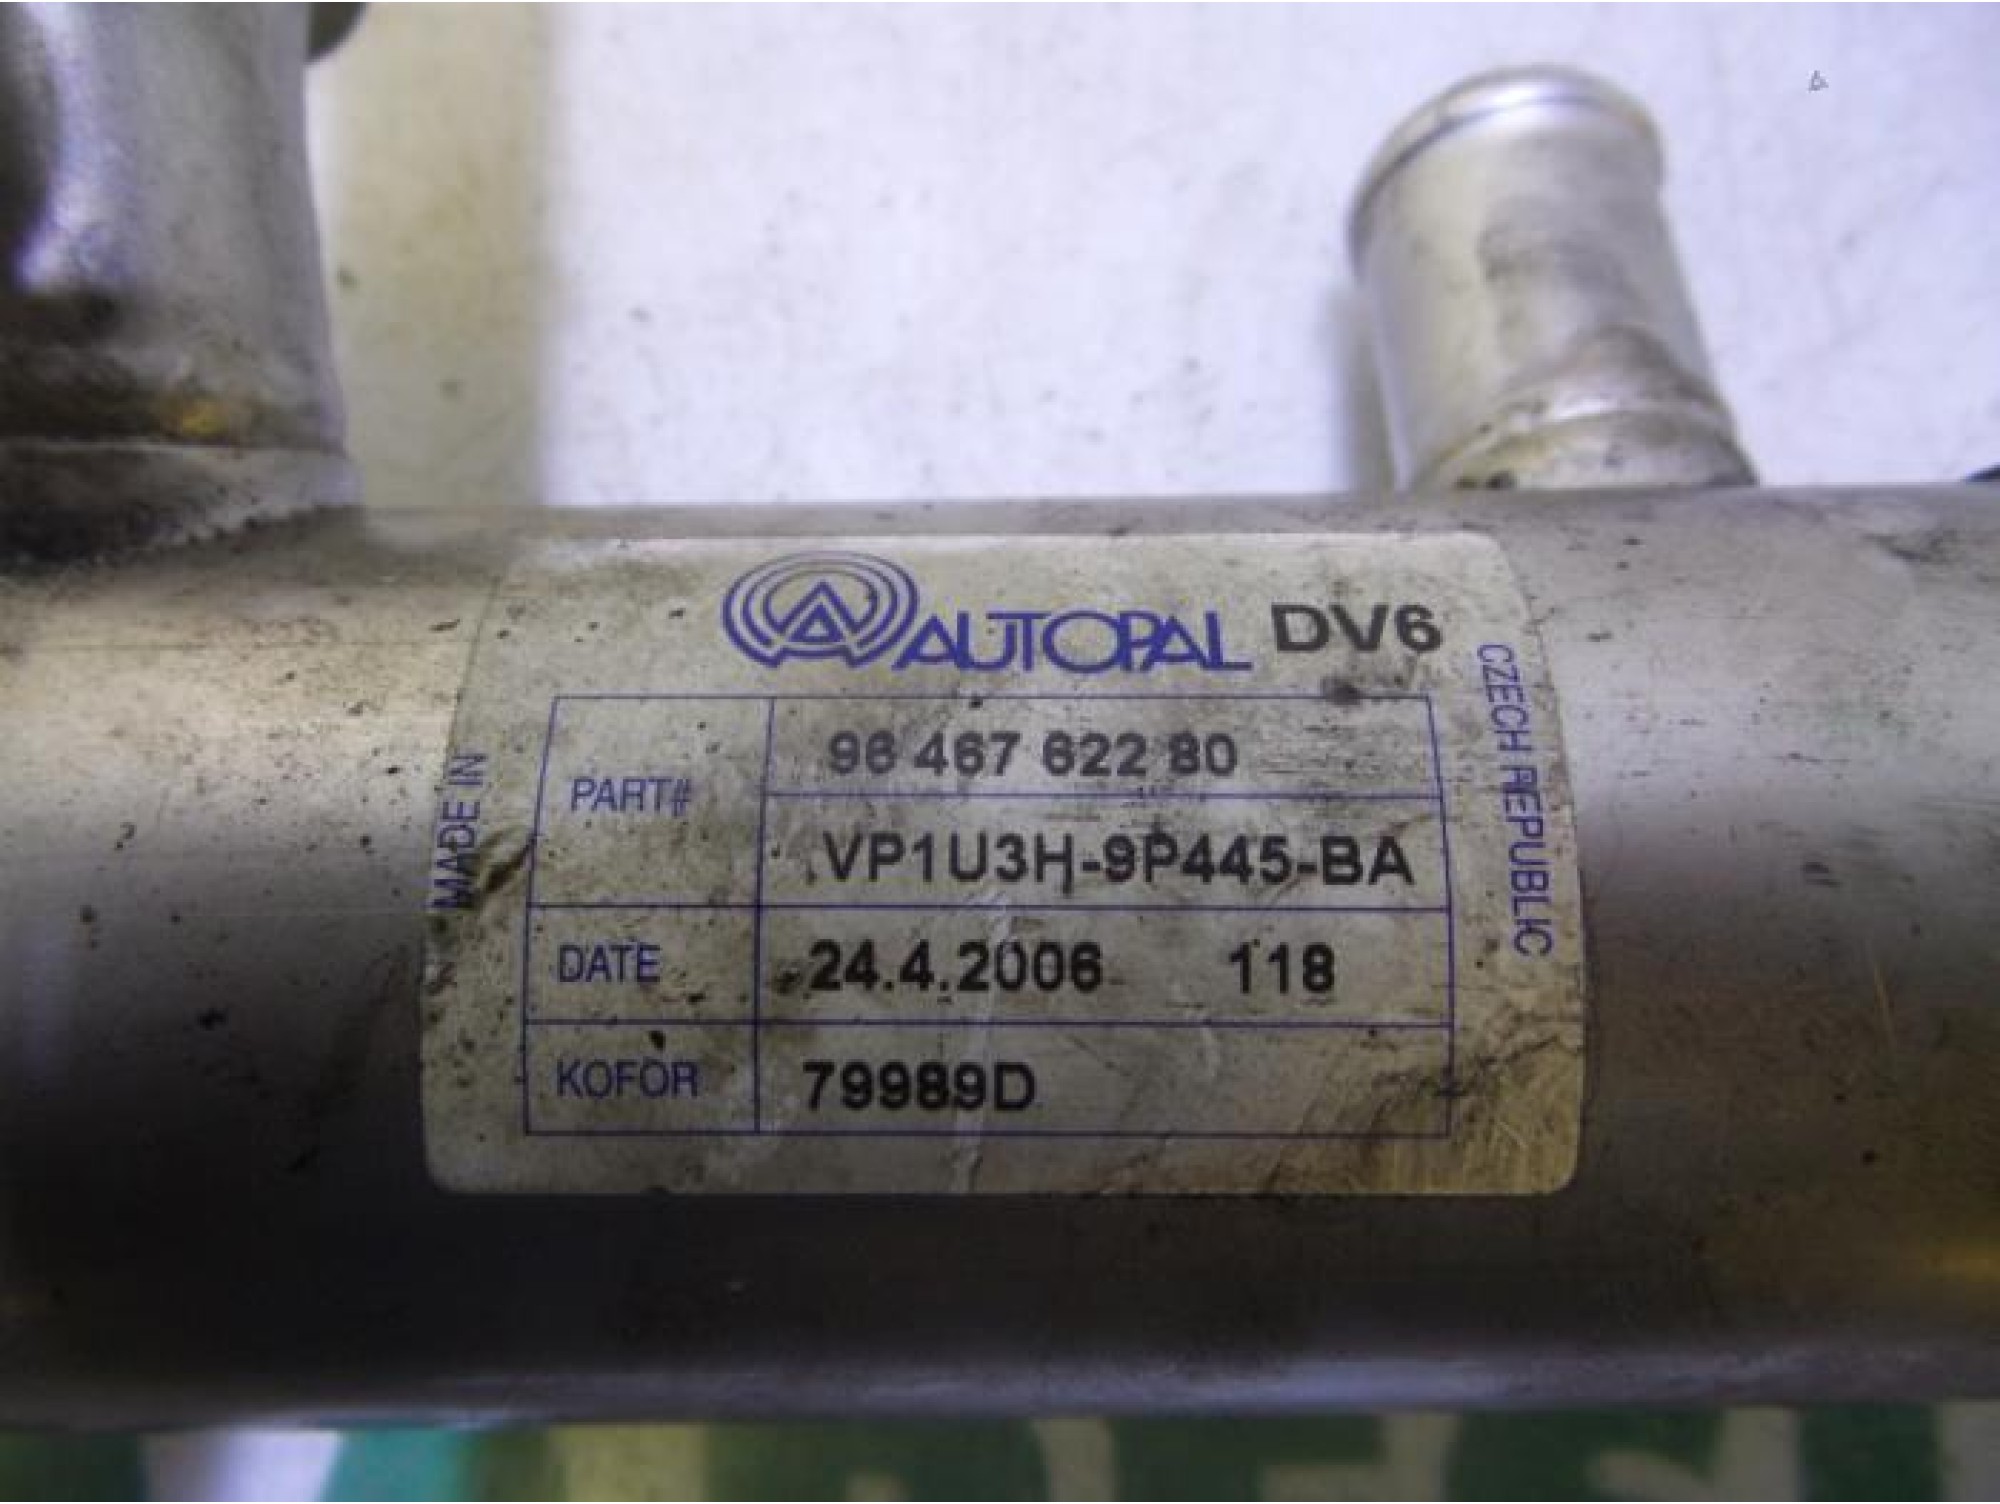 AUTOPAL DV6
MADE IN
CZECH REPUBLIC
PART#
96 467 622 80
VP1U3H-9P445-BA
DATE
24.4.2006 118
KOFOR
79989D